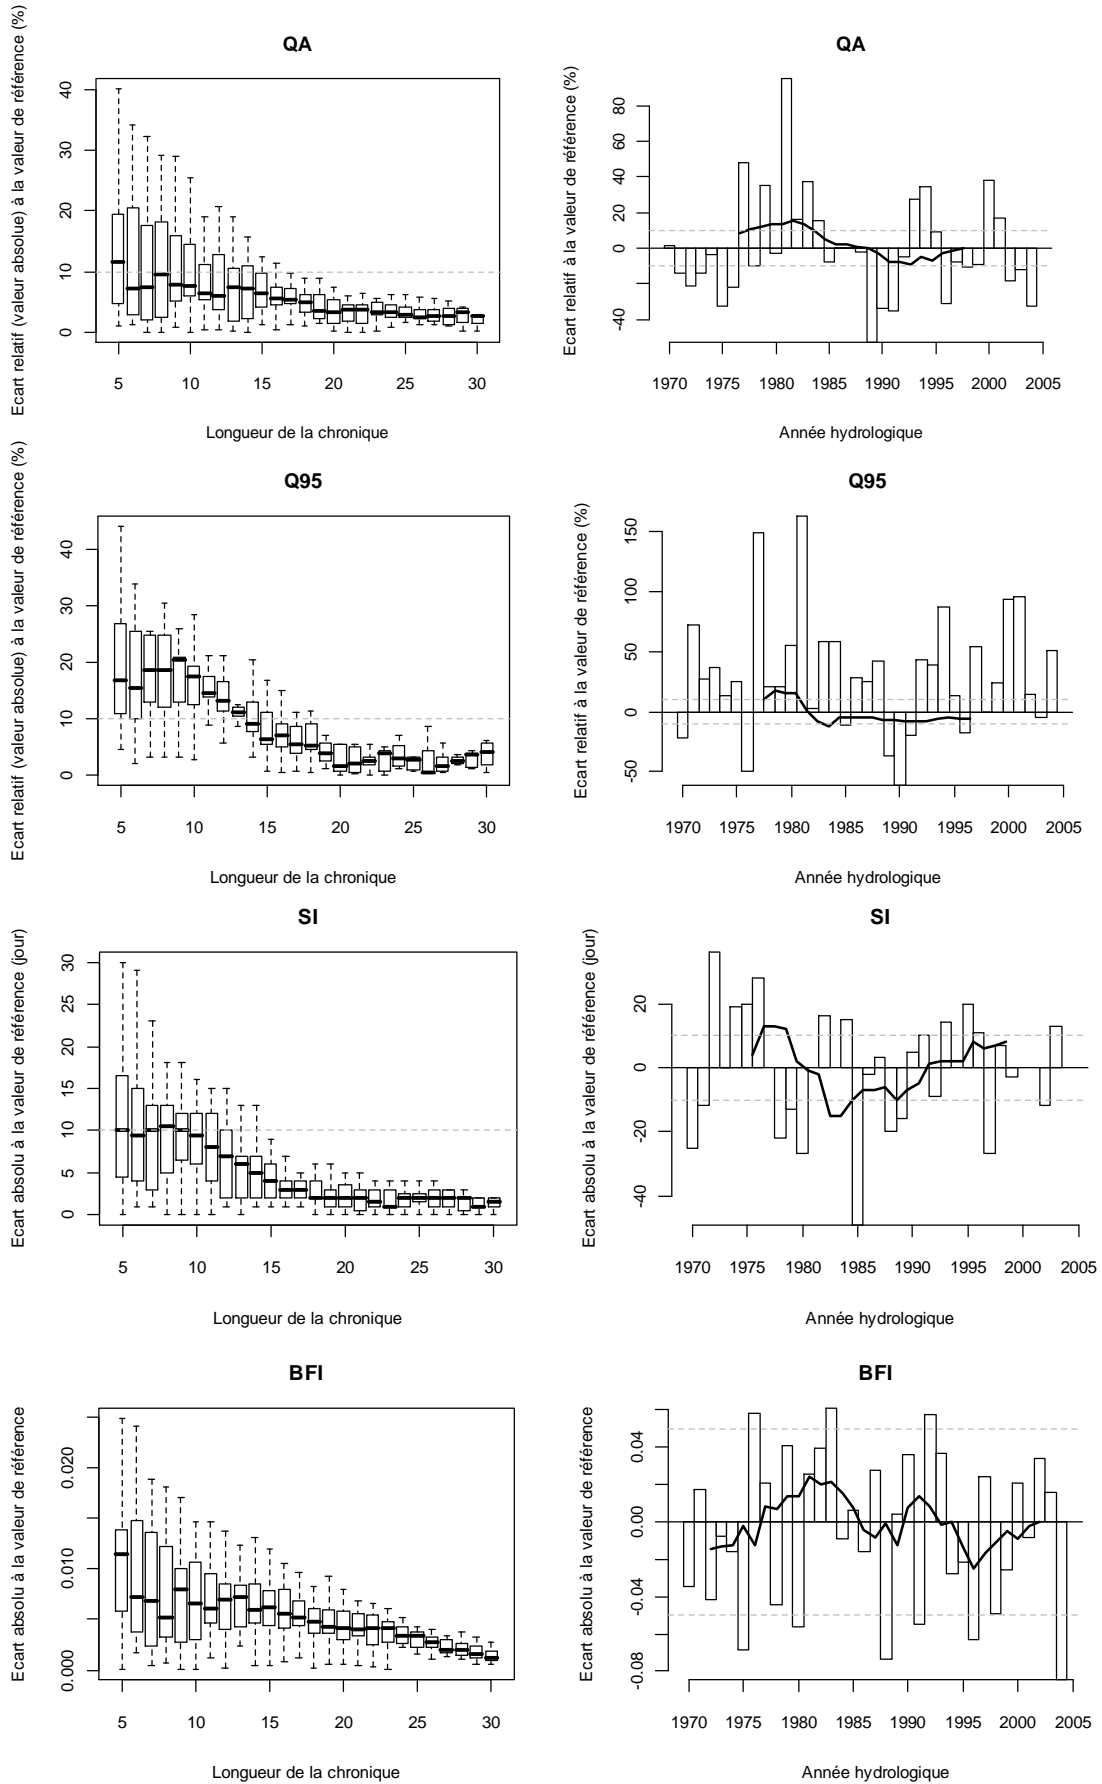 QA
Ecart relatif (valeur absolue) à la valeur de référence (%)
0 10 20 30 40
5 10 15 20 25 30
Longueur de la chronique
QA
Ecart relatif à la valeur de référence (%)
-40 0 20 40 60 80
1970 1975 1980 1985 1990 1995 2000 2005
Année hydrologique
Q95
Ecart relatif (valeur absolue) à la valeur de référence (%)
0 10 20 30 40
5 10 15 20 25 30
Longueur de la chronique
Q95
Ecart relatif à la valeur de référence (%)
-50 0 50 100 150
1970 1975 1980 1985 1990 1995 2000 2005
Année hydrologique
SI
Ecart absolu à la valeur de référence (jour)
0 5 10 15 20 25 30
5 10 15 20 25 30
Longueur de la chronique
SI
Ecart absolu à la valeur de référence (jour)
-40 -20 0 20
1970 1975 1980 1985 1990 1995 2000 2005
Année hydrologique
BFI
Ecart absolu à la valeur de référence
0.000 0.010 0.020
5 10 15 20 25 30
Longueur de la chronique
BFI
Ecart absolu à la valeur de référence
-0.08 -0.04 0.00 0.04
1970 1975 1980 1985 1990 1995 2000 2005
Année hydrologique